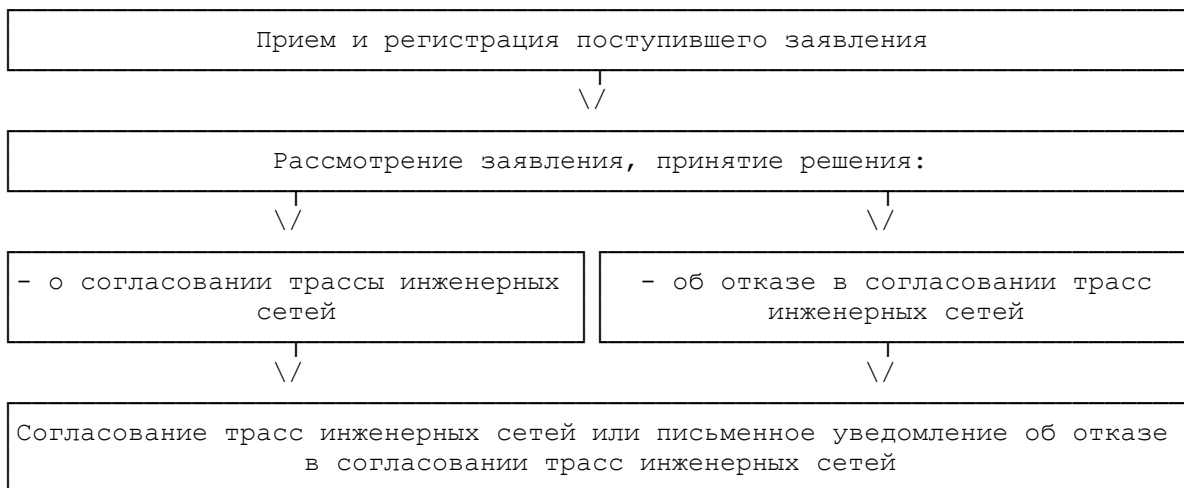 Прием и регистрация поступившего заявления
\/
Рассмотрение заявления, принятие решения:
\/ \/
- о согласовании трассы инженерных
сетей
- об отказе в согласовании трасс
инженерных сетей
\/ \/
Согласование трасс инженерных сетей или письменное уведомление об отказе
в согласовании трасс инженерных сетей